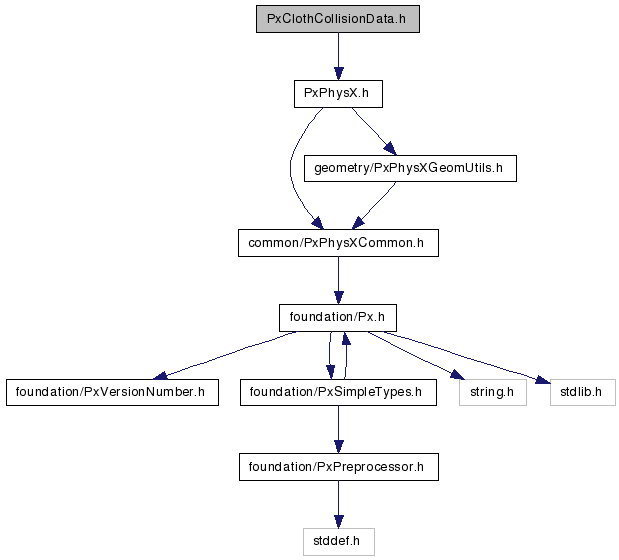 PxClothCollisionData.h
PxPhysX.h
geometry/PxPhysXGeomUtils.h
common/PxPhysXCommon.h
foundation/Px.h
foundation/PxVersionNumber.h
foundation/PxSimpleTypes.h
string.h
stdlib.h
foundation/PxPreprocessor.h
stddef.h